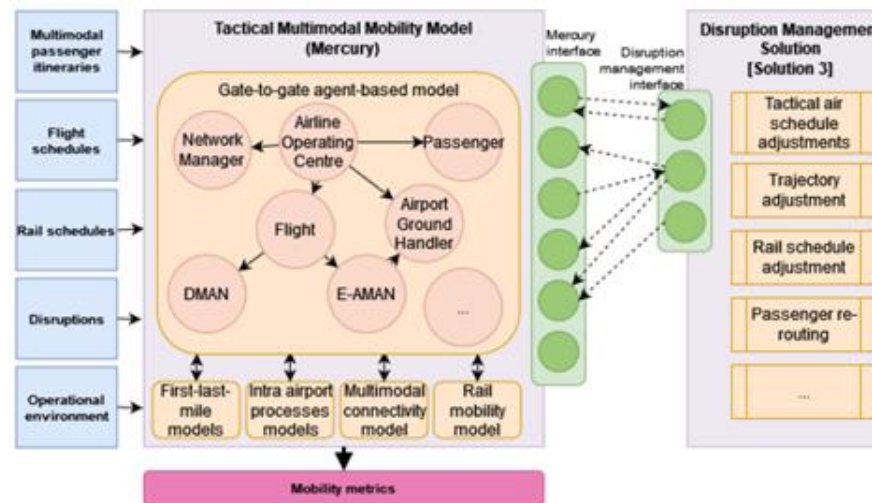 Multimodal
passenger
itineraries
Flight
schedules
Rail schedules
Disruptions
Operational
environment
Tactical Multimodal Mobility Model
(Mercury)
Gate-to-gate agent-based model
Network
Manager
Airline
Operating
Centre
Passenger
Flight
Airport
Ground
Handler
DMAN
E-AMAN
...
First-last-
mile
models
Intra airport
processes
models
Multimodal
connectivity
model
Rail
mobility
model
Mobility metrics
Mercury
interface
Disruption
management
interface
Disruption Management
Solution
[Solution 3]
Tactical air
schedule
adjustments
Trajectory
adjustment
Rail schedule
adjustment
Passenger re-
routing
...